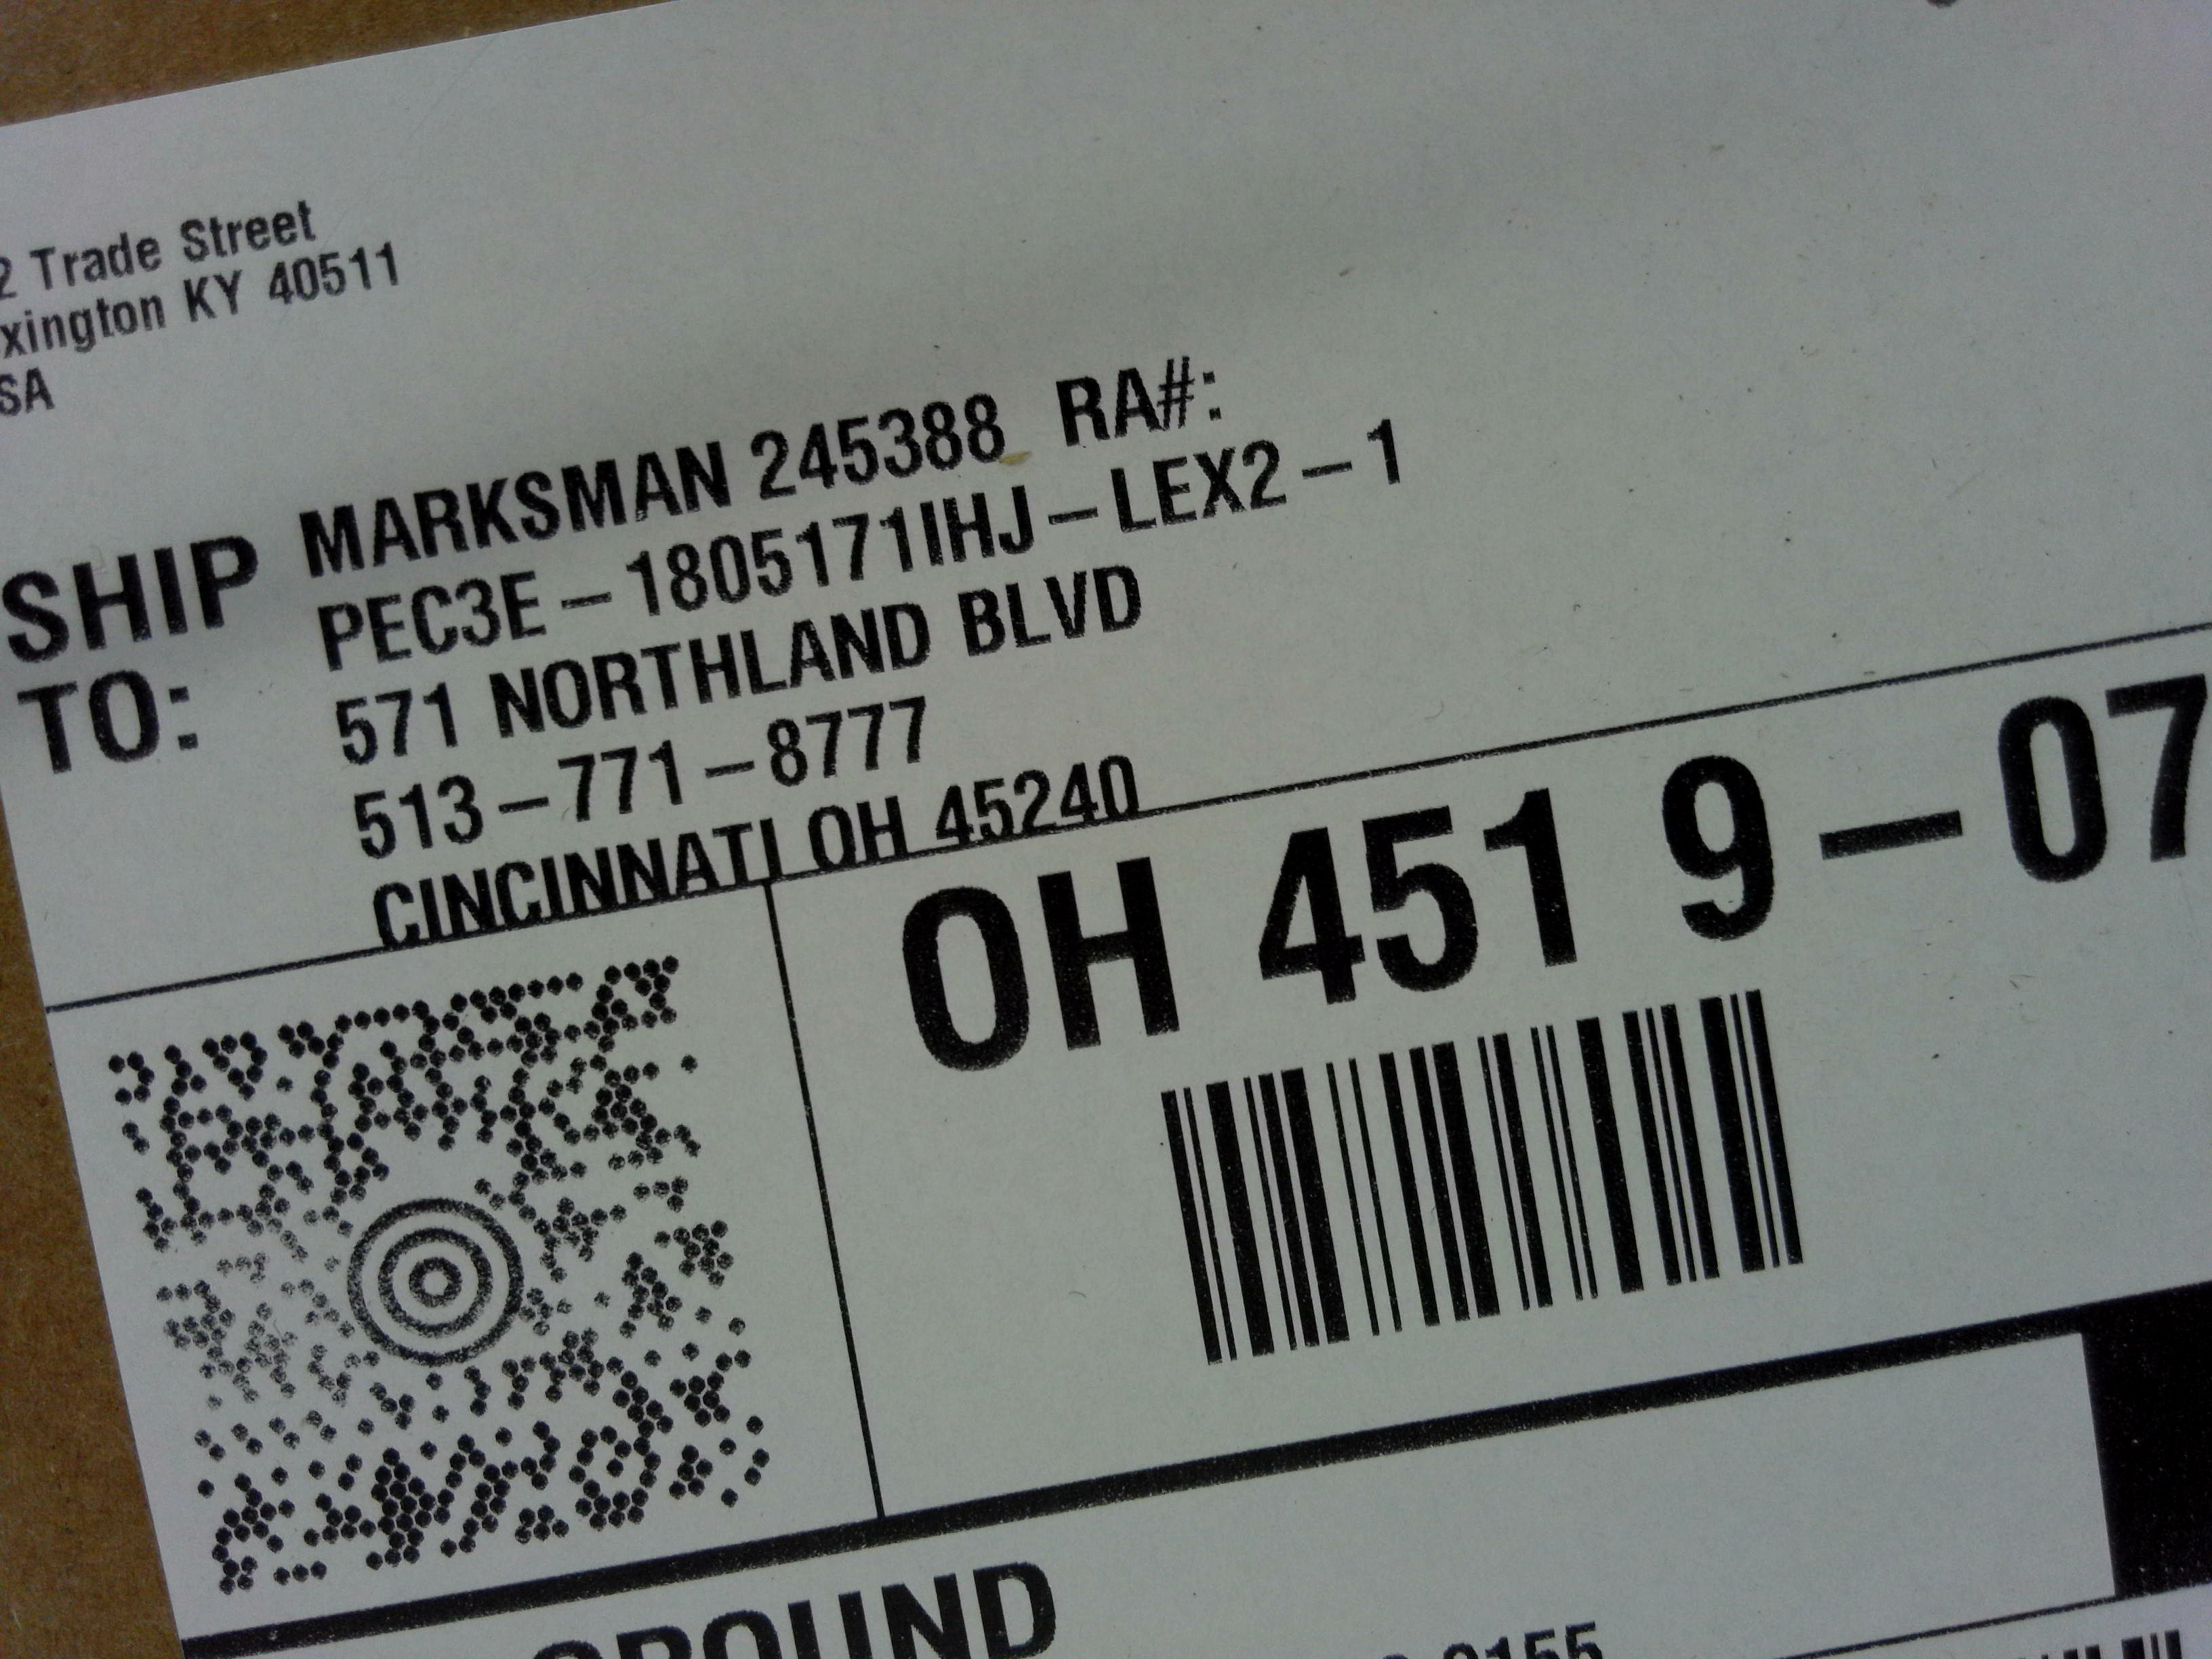 2 Trade Street
xington KY 40511
SA
SHIP TO:
MARKSMAN 245388 RA#:
PEC3E-1805171IHJ-LEX2-1
571 NORTHLAND BLVD
513-771-8777
CINCINNATI OH 45240
OH 451 9-07
GROUND